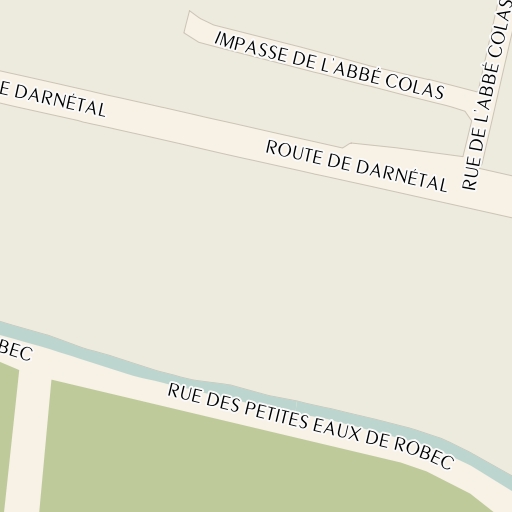 IMPASSE DE L'ABBÉ COLAS
RUE DE L'ABBÉ COLAS
E DARNÉTAL
ROUTE DE DARNÉTAL
BEC
RUE DES PETITES EAUX DE ROBEC